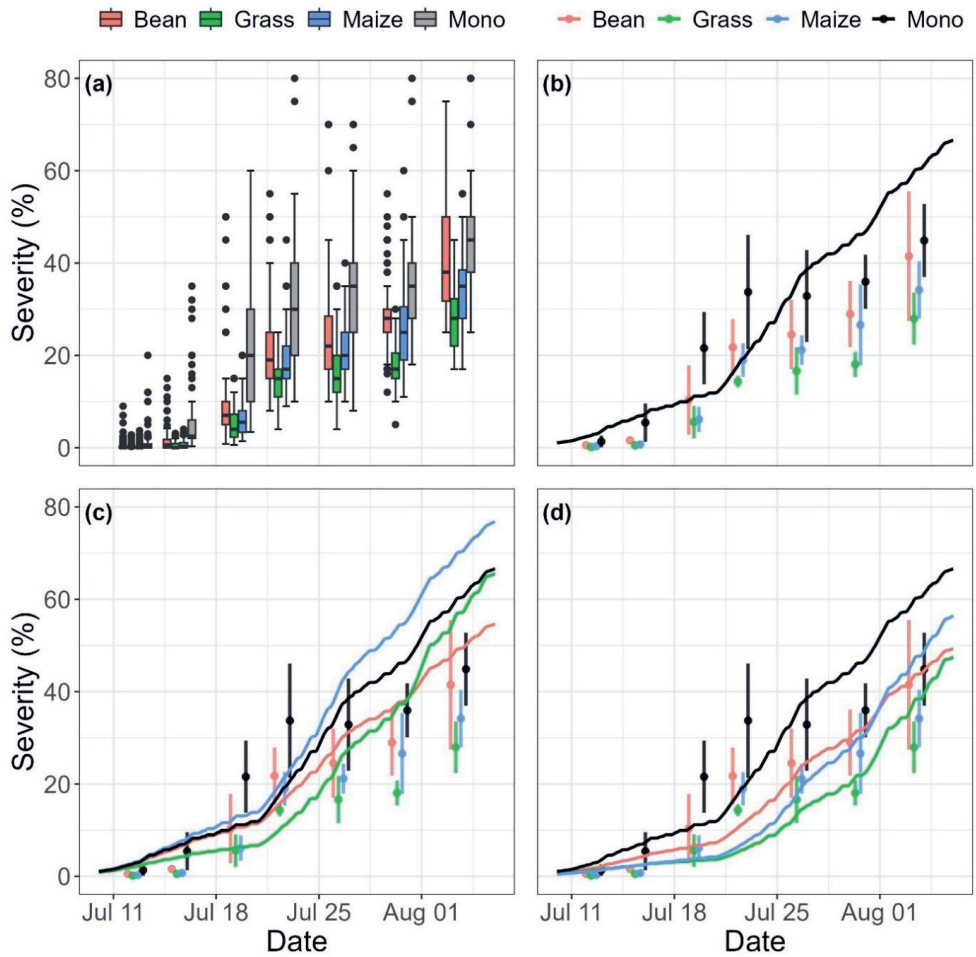 Bean Grass Maize Mono Bean Grass Maize Mono
(a) (b)
80
60
40
20
0
Severity (%)
(c) (d)
80
60
40
20
0
Severity (%)
Jul 11 Jul 18 Jul 25 Aug 01 Jul 11 Jul 18 Jul 25 Aug 01
Date Date